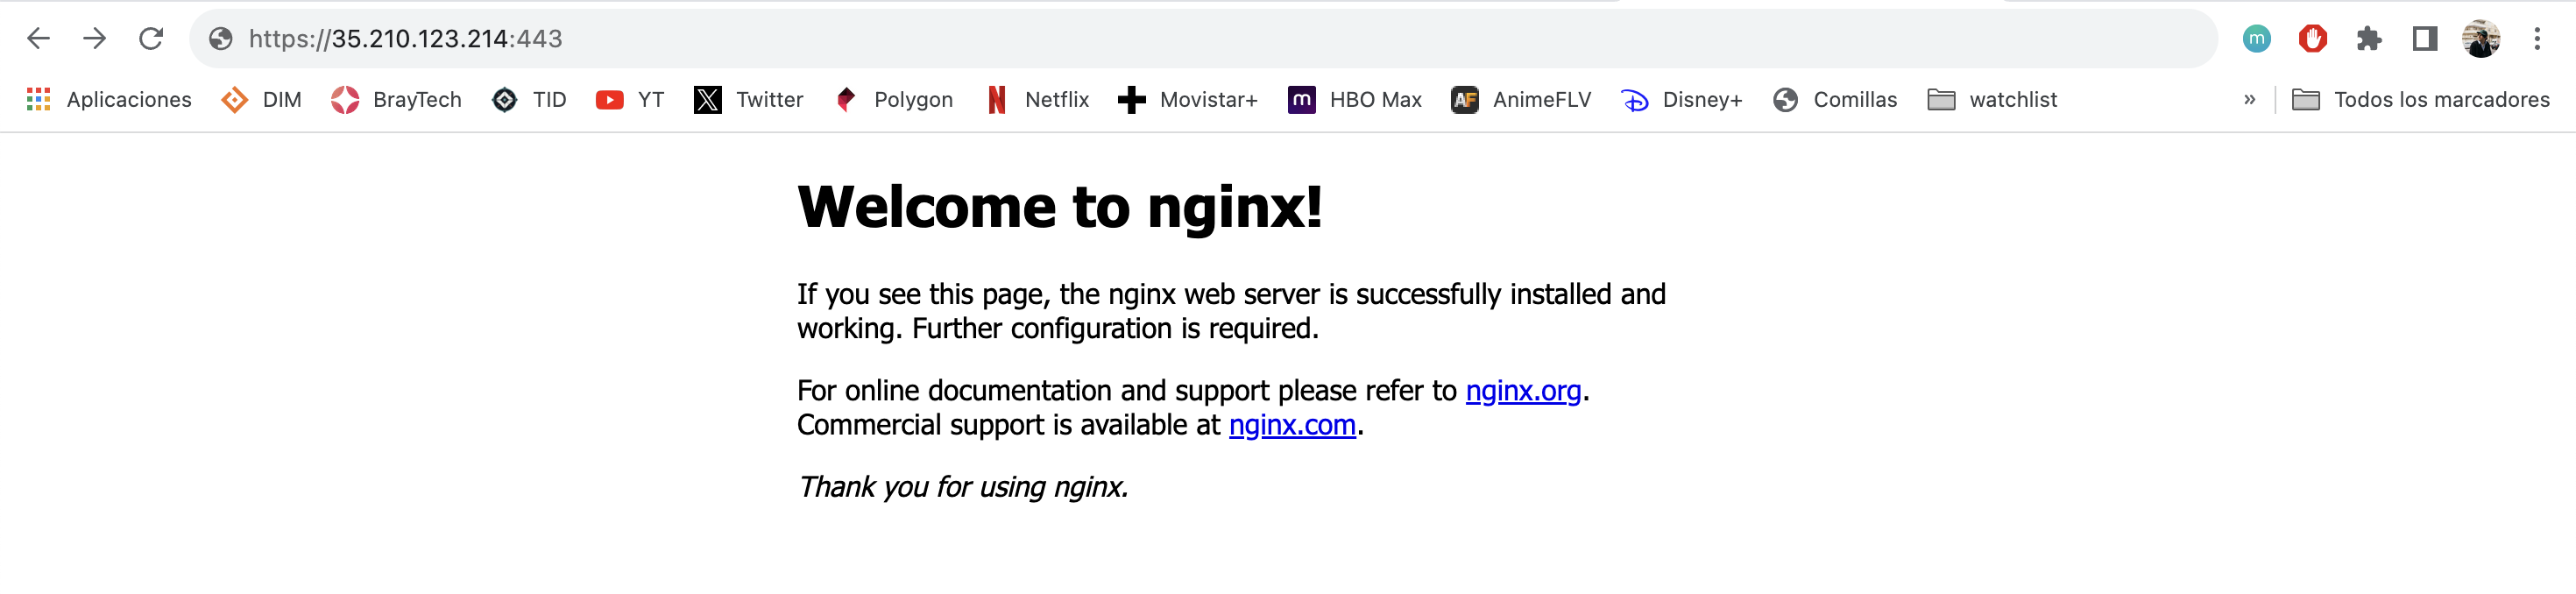 https://35.210.123.214:443
m
Aplicaciones DIM BrayTech TID YT Twitter Polygon Netflix Movistar+ m HBO Max AF AnimeFLV Disney+ Comillas watchlist » Todos los marcadores
Welcome to nginx!
If you see this page, the nginx web server is successfully installed and
working. Further configuration is required.
For online documentation and support please refer to nginx.org.
Commercial support is available at nginx.com.
Thank you for using nginx.